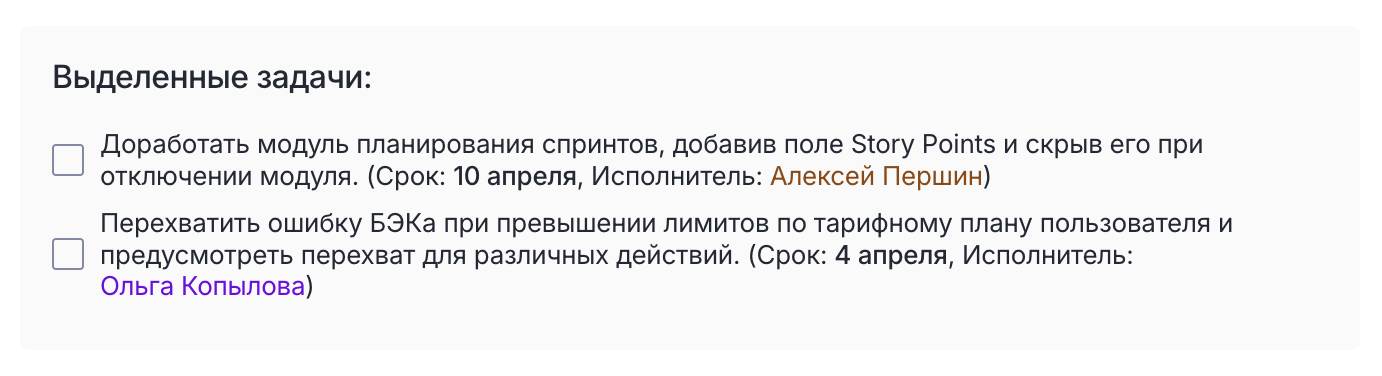 Выделенные задачи:
Доработать модуль планирования спринтов, добавив поле Story Points и скрыв его при
отключении модуля. (Срок: 10 апреля, Исполнитель: Алексей Першин)
Перехватить ошибку БЭКа при превышении лимитов по тарифному плану пользователя и
предусмотреть перехват для различных действий. (Срок: 4 апреля, Исполнитель:
Ольга Копылова)